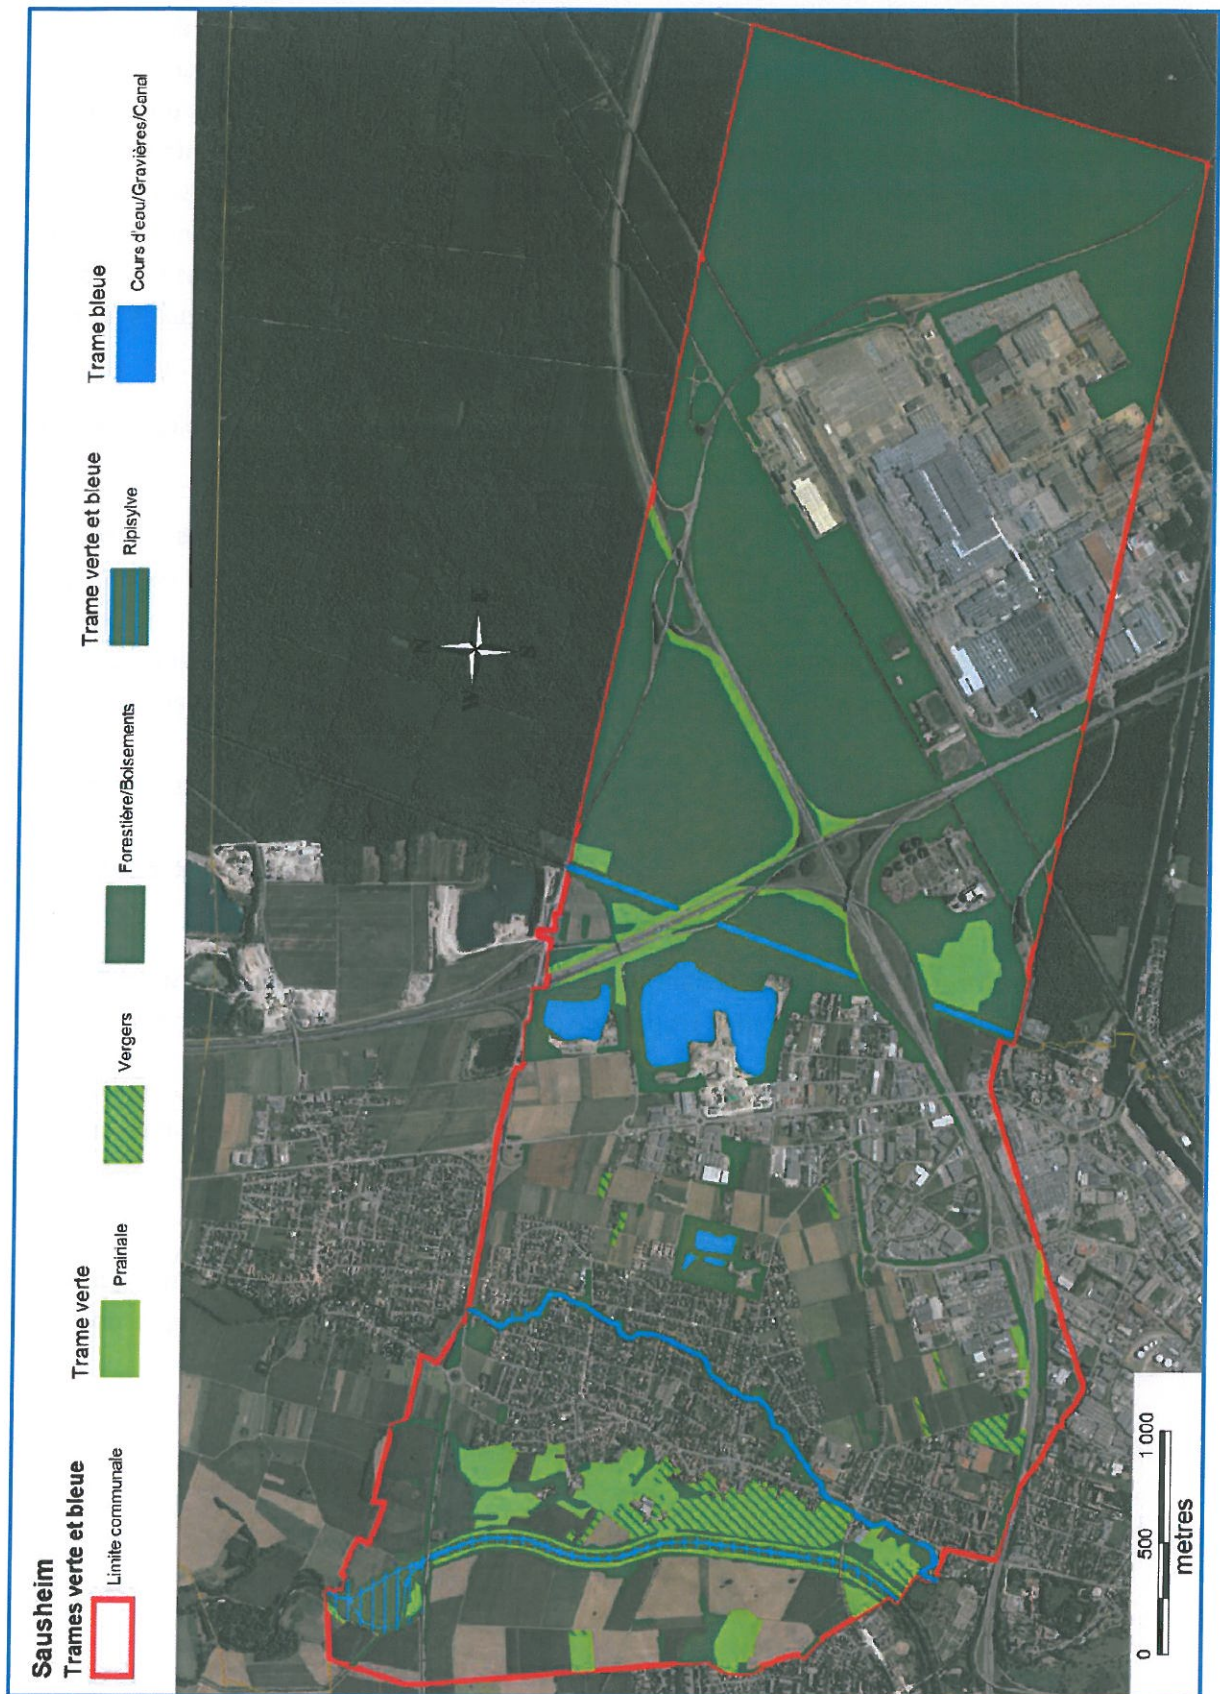 Sausheim
Trames verte et bleue
Limite communale
Trame verte
Prairiale
Vergers
Forestière/Boisements
Trame verte et bleue
Ripisylve
Trame bleue
Cours d'eau/Gravières/Canal
N
W
E
S
0 500 1 000
metres